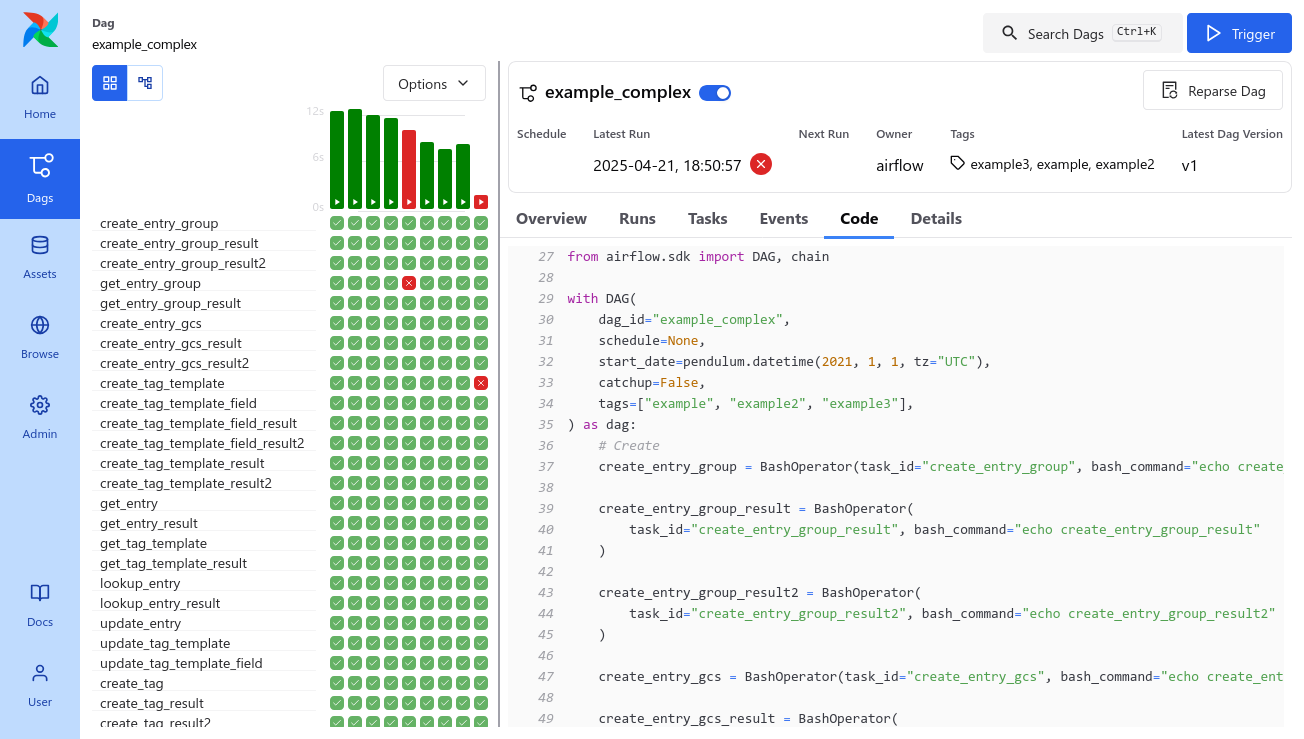 Dag
example_complex
Search Dags Ctrl+K
Trigger
Home
Dags
Assets
Browse
Admin
Docs
User
Options
12s
6s
0s
create_entry_group
create_entry_group_result
create_entry_group_result2
get_entry_group
get_entry_group_result
create_entry_gcs
create_entry_gcs_result
create_entry_gcs_result2
create_tag_template
create_tag_template_field
create_tag_template_field_result
create_tag_template_field_result2
create_tag_template_result
create_tag_template_result2
get_entry
get_entry_result
get_tag_template
get_tag_template_result
lookup_entry
lookup_entry_result
update_entry
update_tag_template
update_tag_template_field
create_tag
create_tag_result
create_tag_result2
example_complex
Reparse Dag
Schedule Latest Run Next Run Owner Tags Latest Dag Version
2025-04-21, 18:50:57 airflow example3, example, example2 v1
Overview Runs Tasks Events Code Details
27 from airflow.sdk import DAG, chain
28
29 with DAG(
30     dag_id="example_complex",
31     schedule=None,
32     start_date=pendulum.datetime(2021, 1, 1, tz="UTC"),
33     catchup=False,
34     tags=["example", "example2", "example3"],
35 ) as dag:
36     # Create
37     create_entry_group = BashOperator(task_id="create_entry_group", bash_command="echo create
38
39     create_entry_group_result = BashOperator(
40         task_id="create_entry_group_result", bash_command="echo create_entry_group_result"
41     )
42
43     create_entry_group_result2 = BashOperator(
44         task_id="create_entry_group_result2", bash_command="echo create_entry_group_result2"
45     )
46
47     create_entry_gcs = BashOperator(task_id="create_entry_gcs", bash_command="echo create_ent
48
49     create_entry_gcs_result = BashOperator(